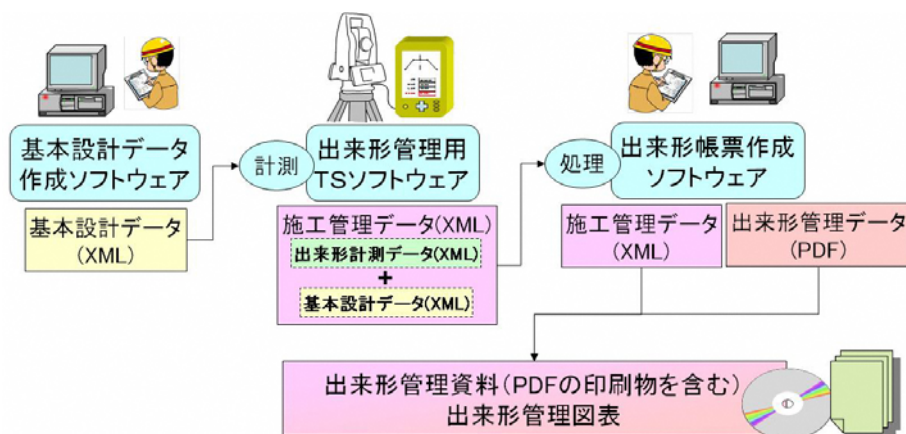 基本設計データ
作成ソフトウェア
基本設計データ
(XML)
計測
出来形管理用
TSソフトウェア
施工管理データ(XML)
出来形計測データ(XML)
+
基本設計データ(XML)
処理
出来形帳票作成
ソフトウェア
施工管理データ
(XML)
出来形管理データ
(PDF)
出来形管理資料(PDFの印刷物を含む)
出来形管理図表